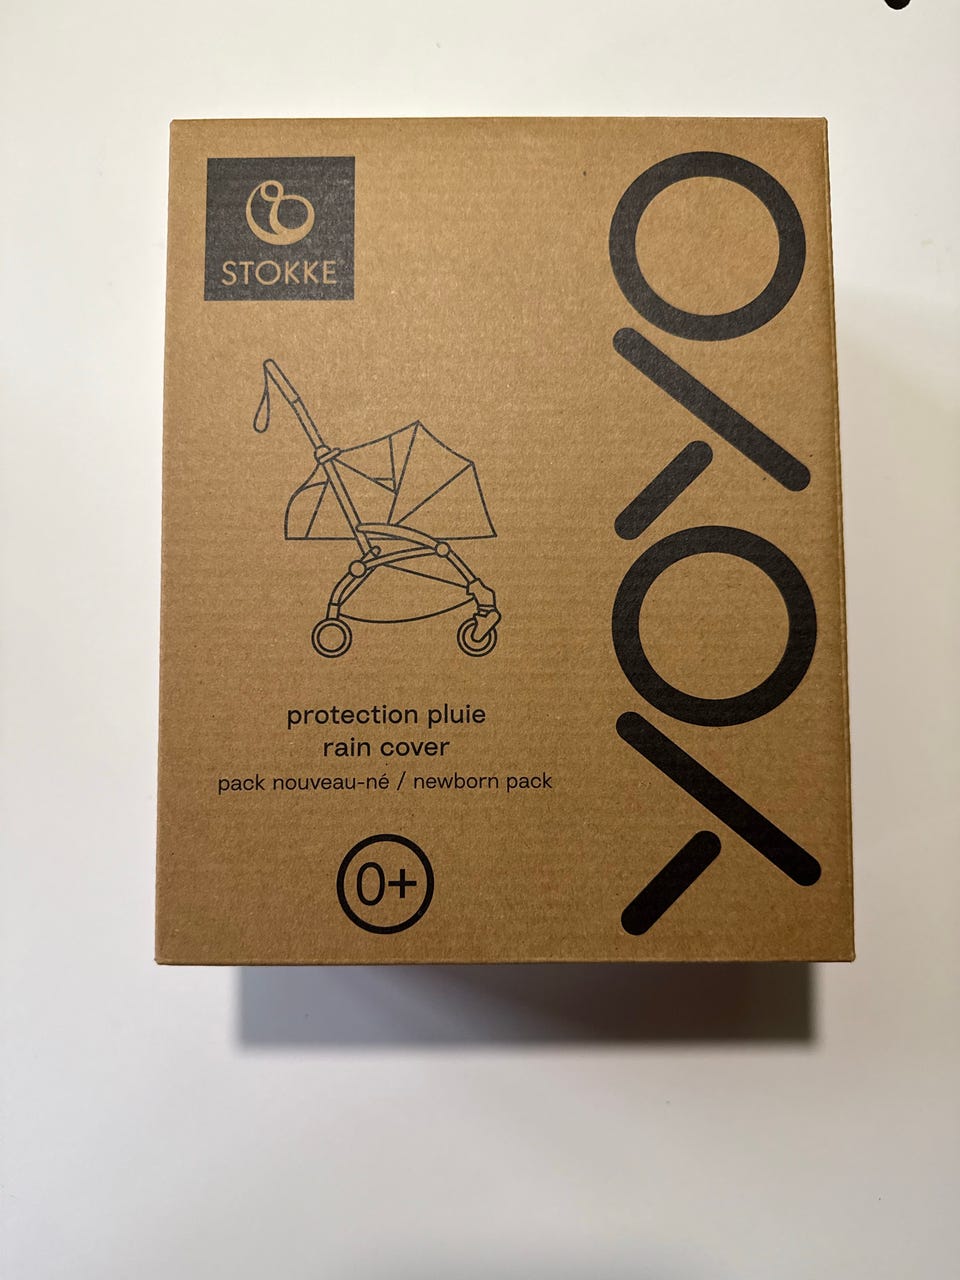 STOKKE
YOYO
protection pluie
rain cover
pack nouveau-né / newborn pack
0+